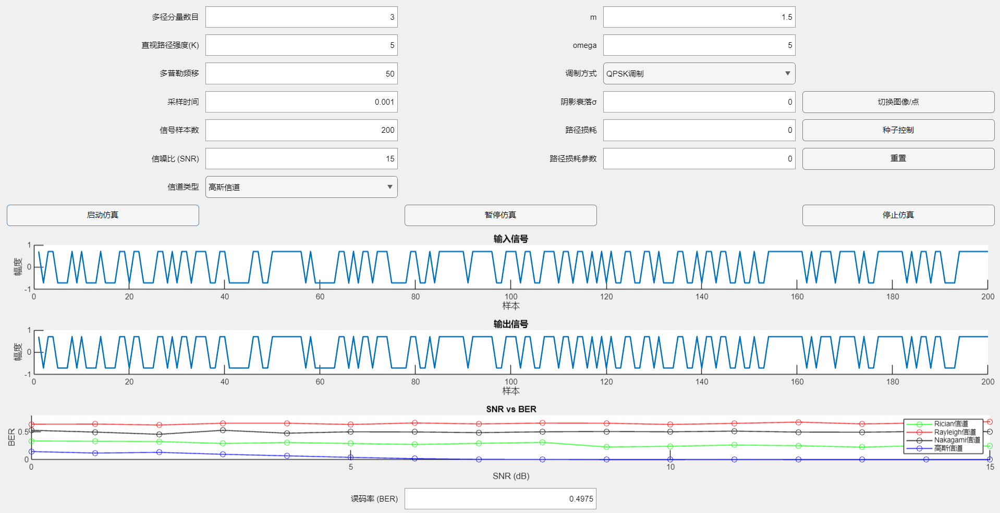 多径分量数目 3 m 1.5
直视路径强度(K) 5 omega 5
多普勒频移 50 调制方式 QPSK调制
采样时间 0.001 阴影衰落σ 0 切换图像/点
信号样本数 200 路径损耗 0 种子控制
信噪比 (SNR) 15 路径损耗参数 0 重置
信道类型 高斯信道
启动仿真 暂停仿真 停止仿真
输入信号
幅度
1
0
-1
0 20 40 60 80 100 120 140 160 180 200
样本
输出信号
幅度
1
0
-1
0 20 40 60 80 100 120 140 160 180 200
样本
SNR vs BER
BER
0.5
0
Rician信道
Rayleigh信道
Nakagami信道
高斯信道
0 5 10 15
SNR (dB)
误码率 (BER) 0.4975